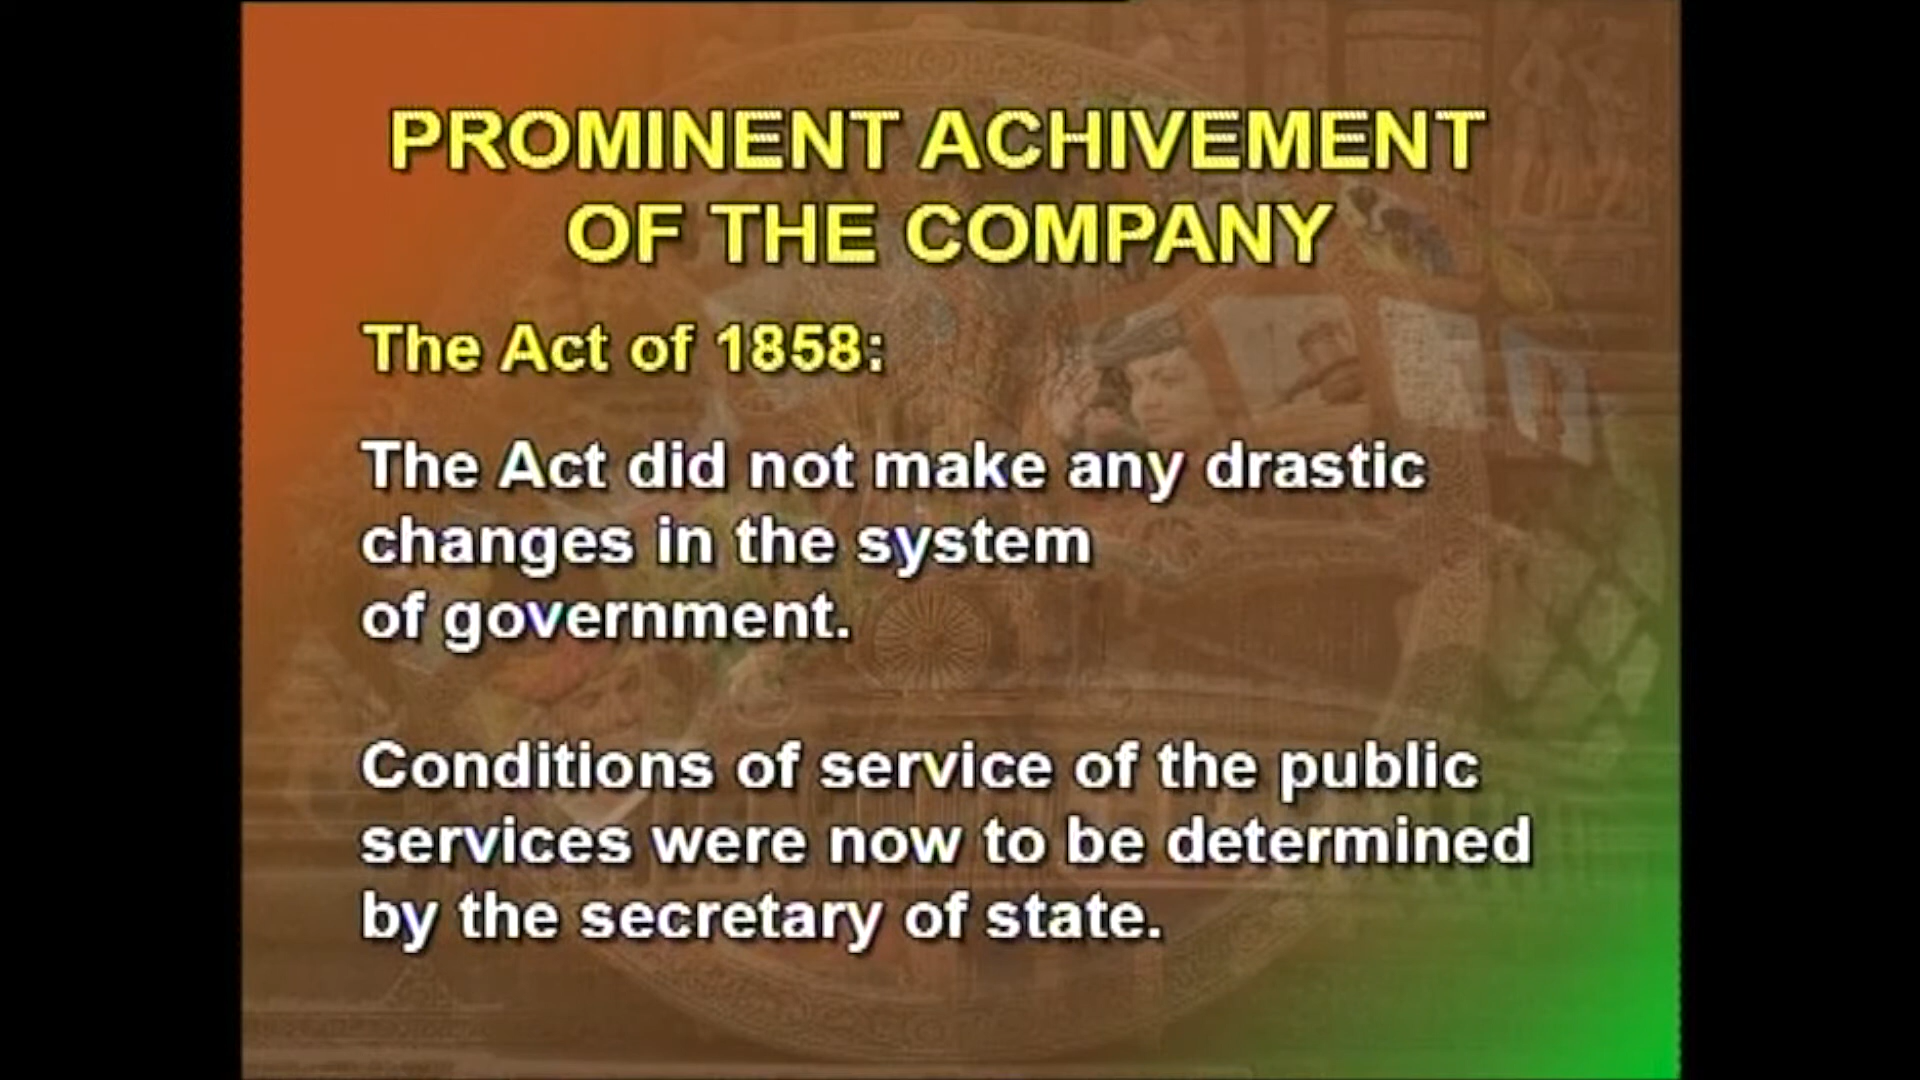 PROMINENT ACHIVEMENT
OF THE COMPANY
The Act of 1858:
The Act did not make any drastic
changes in the system
of government.
Conditions of service of the public
services were now to be determined
by the secretary of state.